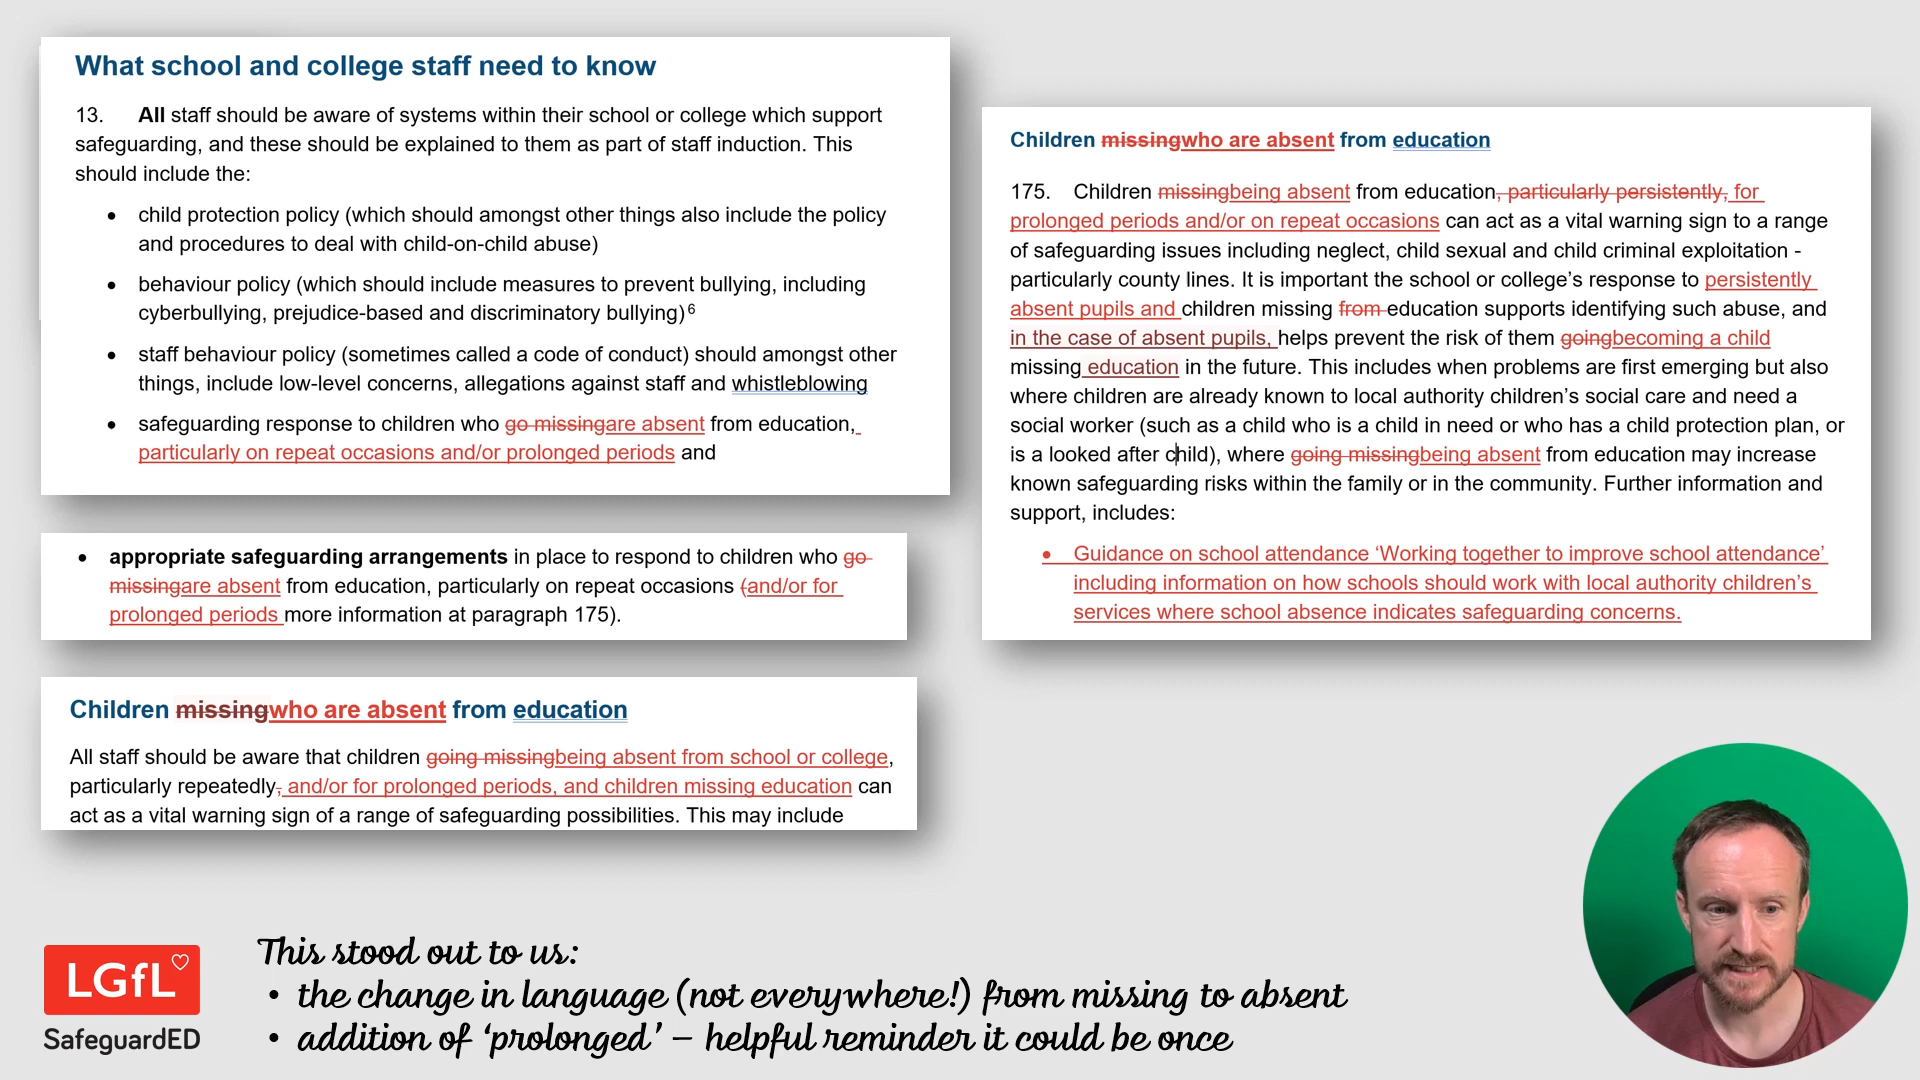 What school and college staff need to know
13. All staff should be aware of systems within their school or college which support
safeguarding, and these should be explained to them as part of staff induction. This
should include the:
• child protection policy (which should amongst other things also include the policy
and procedures to deal with child-on-child abuse)
• behaviour policy (which should include measures to prevent bullying, including
cyberbullying, prejudice-based and discriminatory bullying)6
• staff behaviour policy (sometimes called a code of conduct) should amongst other
things, include low-level concerns, allegations against staff and whistleblowing
• safeguarding response to children who go missingare absent from education,
particularly on repeat occasions and/or prolonged periods and
• appropriate safeguarding arrangements in place to respond to children who go
missingare absent from education, particularly on repeat occasions (and/or for
prolonged periods more information at paragraph 175).
Children missingwho are absent from education
All staff should be aware that children going missingbeing absent from school or college,
particularly repeatedly, and/or for prolonged periods, and children missing education can
act as a vital warning sign of a range of safeguarding possibilities. This may include
Children missingwho are absent from education
175. Children missingbeing absent from education, particularly persistently, for
prolonged periods and/or on repeat occasions can act as a vital warning sign to a range
of safeguarding issues including neglect, child sexual and child criminal exploitation -
particularly county lines. It is important the school or college's response to persistently
absent pupils and children missing from education supports identifying such abuse, and
in the case of absent pupils, helps prevent the risk of them goingbecoming a child
missing education in the future. This includes when problems are first emerging but also
where children are already known to local authority children's social care and need a
social worker (such as a child who is a child in need or who has a child protection plan, or
is a looked after child), where going missingbeing absent from education may increase
known safeguarding risks within the family or in the community. Further information and
support, includes:
• Guidance on school attendance ‘Working together to improve school attendance’
including information on how schools should work with local authority children's
services where school absence indicates safeguarding concerns.
LGfL
SafeguardED
This stood out to us:
• the change in language (not everywhere!) from missing to absent
• addition of ‘prolonged’ – helpful reminder it could be once